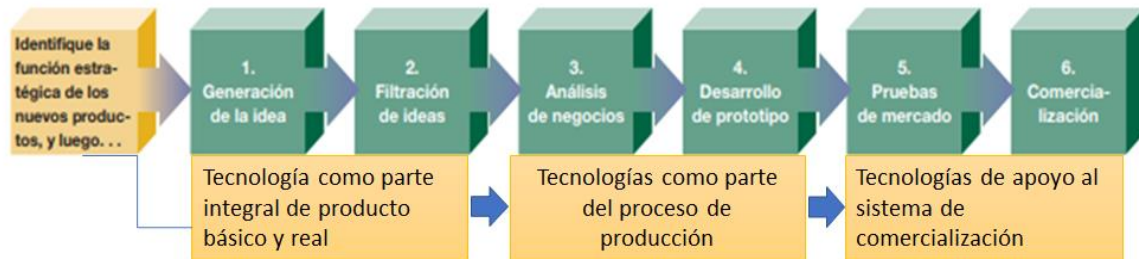 Identifique la
función estra-
tégica de los
nuevos produc-
tos, y luego. . .
1.
Generación
de la idea
2.
Filtración
de ideas
3.
Análisis
de negocios
4.
Desarrollo
de prototipo
5.
Pruebas
de mercado
6.
Comercia-
lización
Tecnología como parte
integral de producto
básico y real
Tecnologías como parte
del proceso de
producción
Tecnologías de apoyo al
sistema de
comercialización